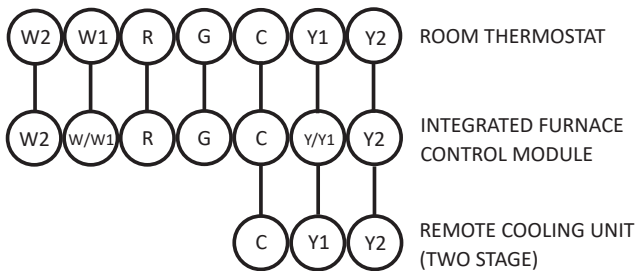 W2 W1 R G C Y1 Y2 ROOM THERMOSTAT
W2 W/W1 R G C Y/Y1 Y2 INTEGRATED FURNACE
CONTROL MODULE
C Y1 Y2 REMOTE COOLING UNIT
(TWO STAGE)